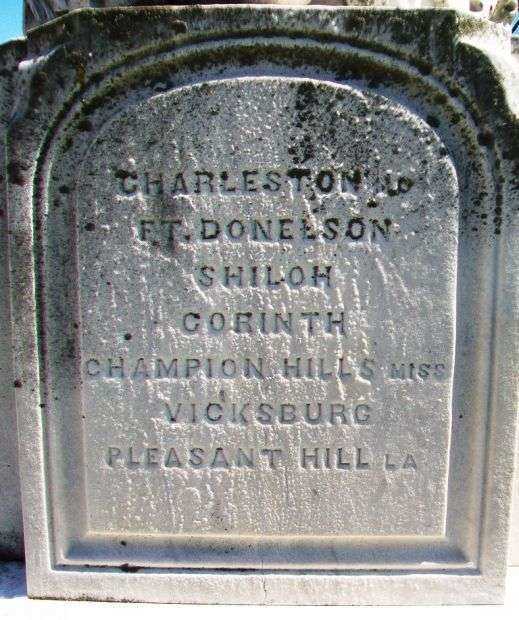 CHARLESTON MO
FT. DONELSON
SHILOH
CORINTH
CHAMPION HILLS MISS
VICKSBURG
PLEASANT HILL LA